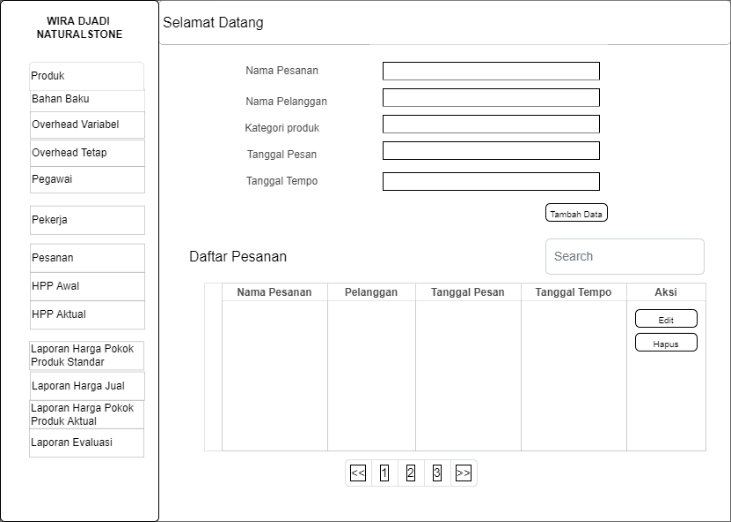 WIRA DJADI
NATURALSTONE
Produk
Bahan Baku
Overhead Variabel
Overhead Tetap
Pegawai
Pekerja
Pesanan
HPP Awal
HPP Aktual
Laporan Harga Pokok
Produk Standar
Laporan Harga Jual
Laporan Harga Pokok
Produk Aktual
Laporan Evaluasi
Selamat Datang
Nama Pesanan
Nama Pelanggan
Kategori produk
Tanggal Pesan
Tanggal Tempo
Tambah Data
Daftar Pesanan
Search
Nama Pesanan Pelanggan Tanggal Pesan Tanggal Tempo Aksi
Edit
Hapus
<< 1 2 3 >>